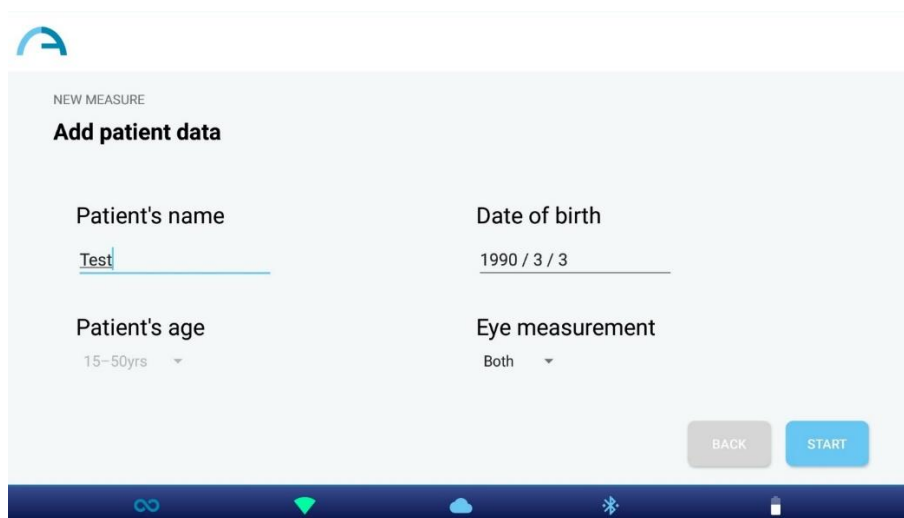 NEW MEASURE
Add patient data
Patient's name
Date of birth
Test
1990 / 3 / 3
Patient's age
Eye measurement
15–50yrs
Both
BACK
START